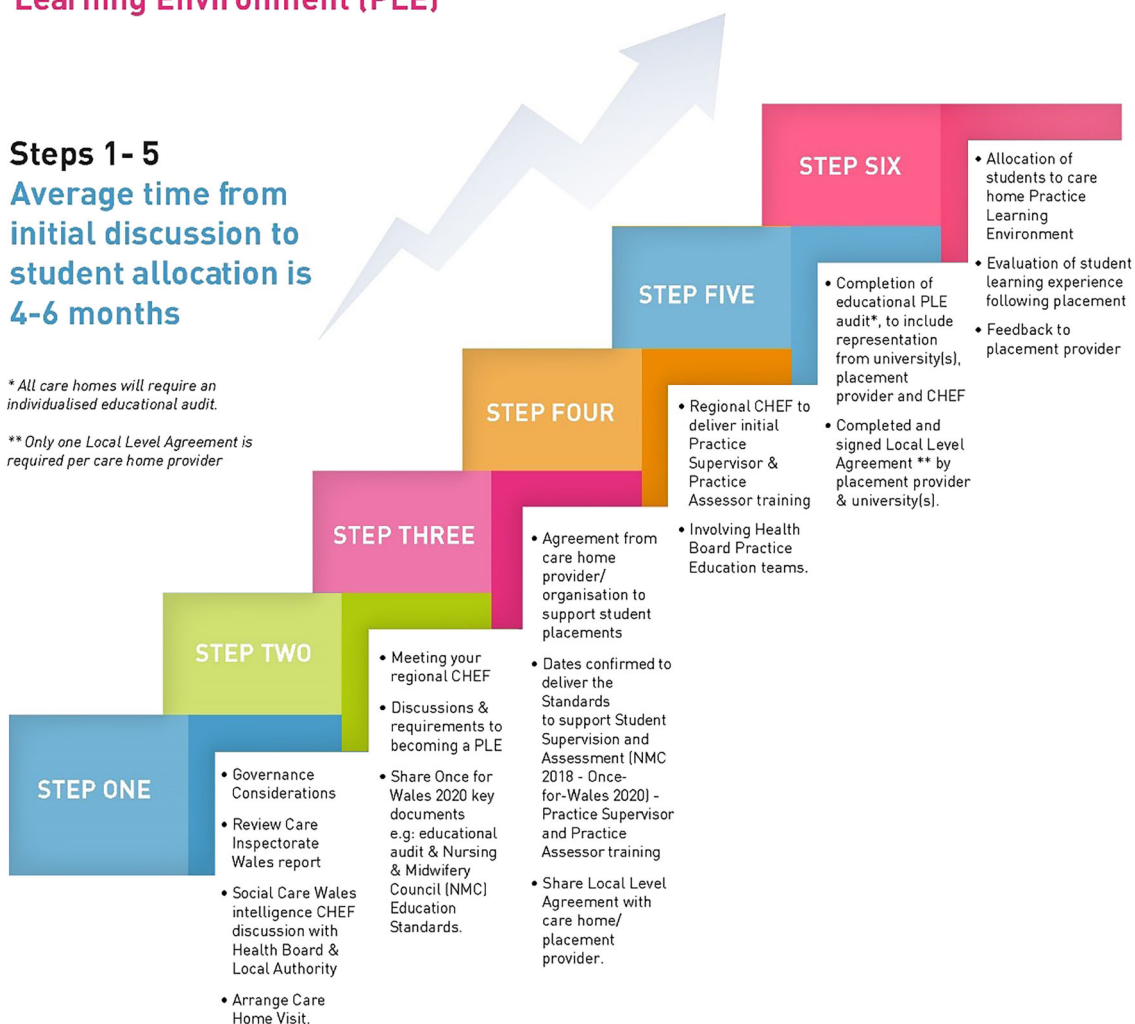 Learning Environment (PLE)
Steps 1- 5
Average time from
initial discussion to
student allocation is
4-6 months
* All care homes will require an
individualised educational audit.
** Only one Local Level Agreement is
required per care home provider
STEP ONE
• Governance
Considerations
• Review Care
Inspectorate
Wales report
• Social Care Wales
intelligence CHEF
discussion with
Health Board &
Local Authority
• Arrange Care
Home Visit.
STEP TWO
• Meeting your
regional CHEF
• Discussions &
requirements to
becoming a PLE
• Share Once for
Wales 2020 key
documents
e.g: educational
audit & Nursing
& Midwifery
Council (NMC)
Education
Standards.
STEP THREE
• Agreement from
care home
provider/
organisation to
support student
placements
• Dates confirmed to
deliver the
Standards
to support Student
Supervision and
Assessment (NMC
2018 - Once-
for-Wales 2020) -
Practice Supervisor
and Practice
Assessor training
• Share Local Level
Agreement with
care home/
placement
provider.
STEP FOUR
• Regional CHEF to
deliver initial
Practice
Supervisor &
Practice
Assessor training
• Involving Health
Board Practice
Education teams.
STEP FIVE
• Completion of
educational PLE
audit*, to include
representation
from university(s),
placement
provider and CHEF
• Completed and
signed Local Level
Agreement ** by
placement provider
& university(s).
STEP SIX
• Allocation of
students to care
home Practice
Learning
Environment
• Evaluation of student
learning experience
following placement
• Feedback to
placement provider